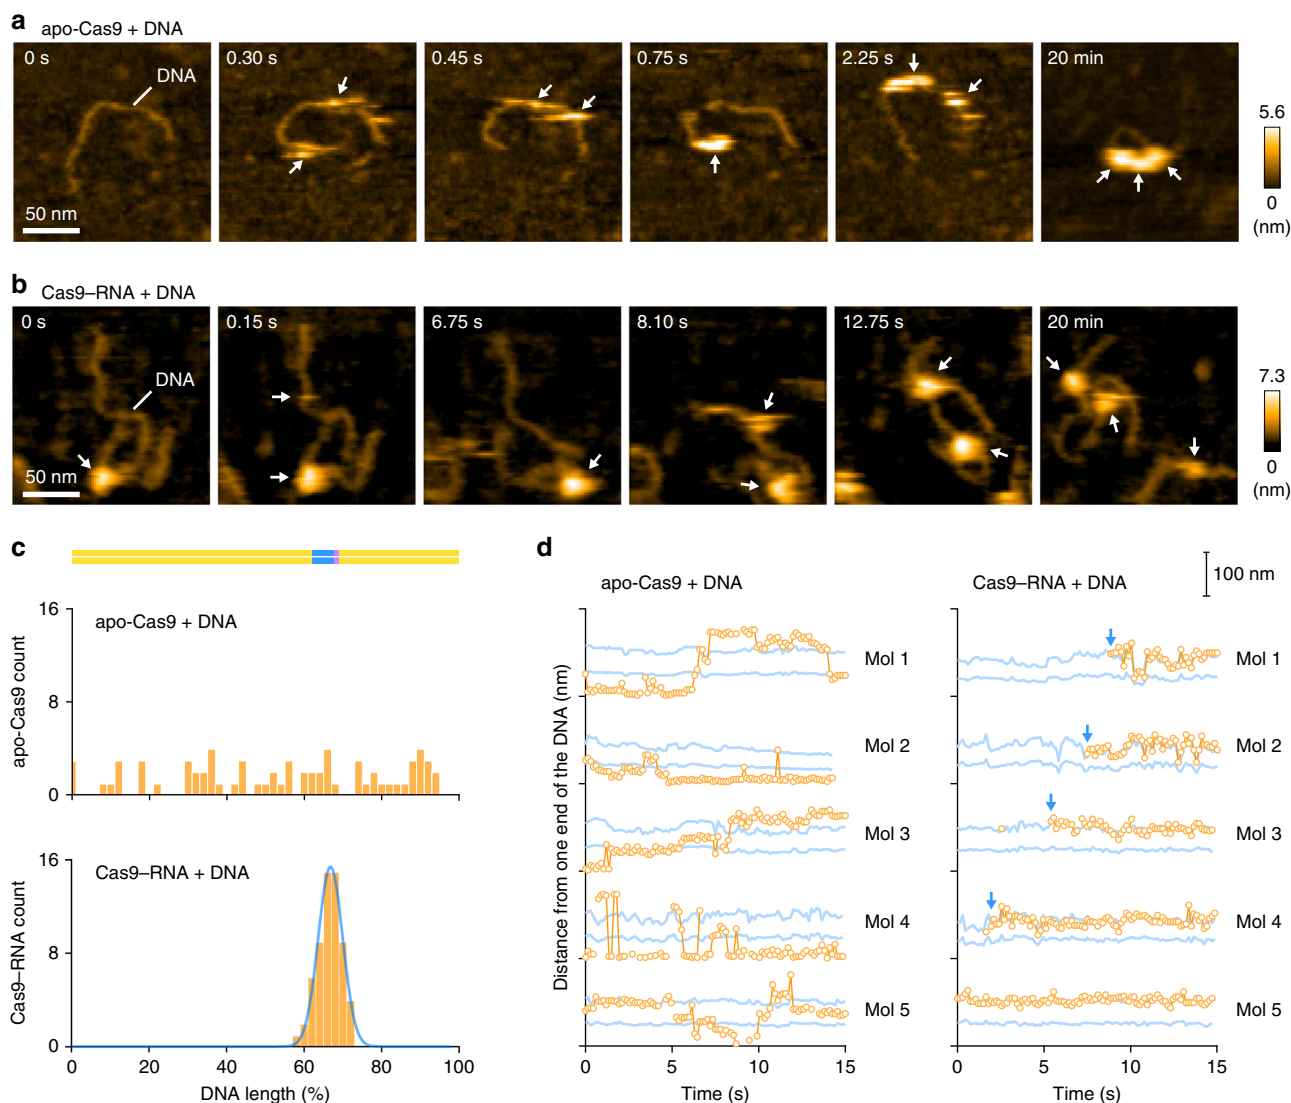 a
apo-Cas9 + DNA
0 s
DNA
50 nm
0.30 s
0.45 s
0.75 s
2.25 s
20 min
5.6
0
(nm)
b
Cas9–RNA + DNA
0 s
DNA
50 nm
0.15 s
6.75 s
8.10 s
12.75 s
20 min
7.3
0
(nm)
c
apo-Cas9 + DNA
apo-Cas9 count
16
8
0
Cas9–RNA + DNA
Cas9–RNA count
16
8
0
0 20 40 60 80 100
DNA length (%)
d
100 nm
apo-Cas9 + DNA
Distance from one end of the DNA (nm)
Mol 1
Mol 2
Mol 3
Mol 4
Mol 5
0 5 10 15
Time (s)
Cas9–RNA + DNA
Mol 1
Mol 2
Mol 3
Mol 4
Mol 5
0 5 10 15
Time (s)